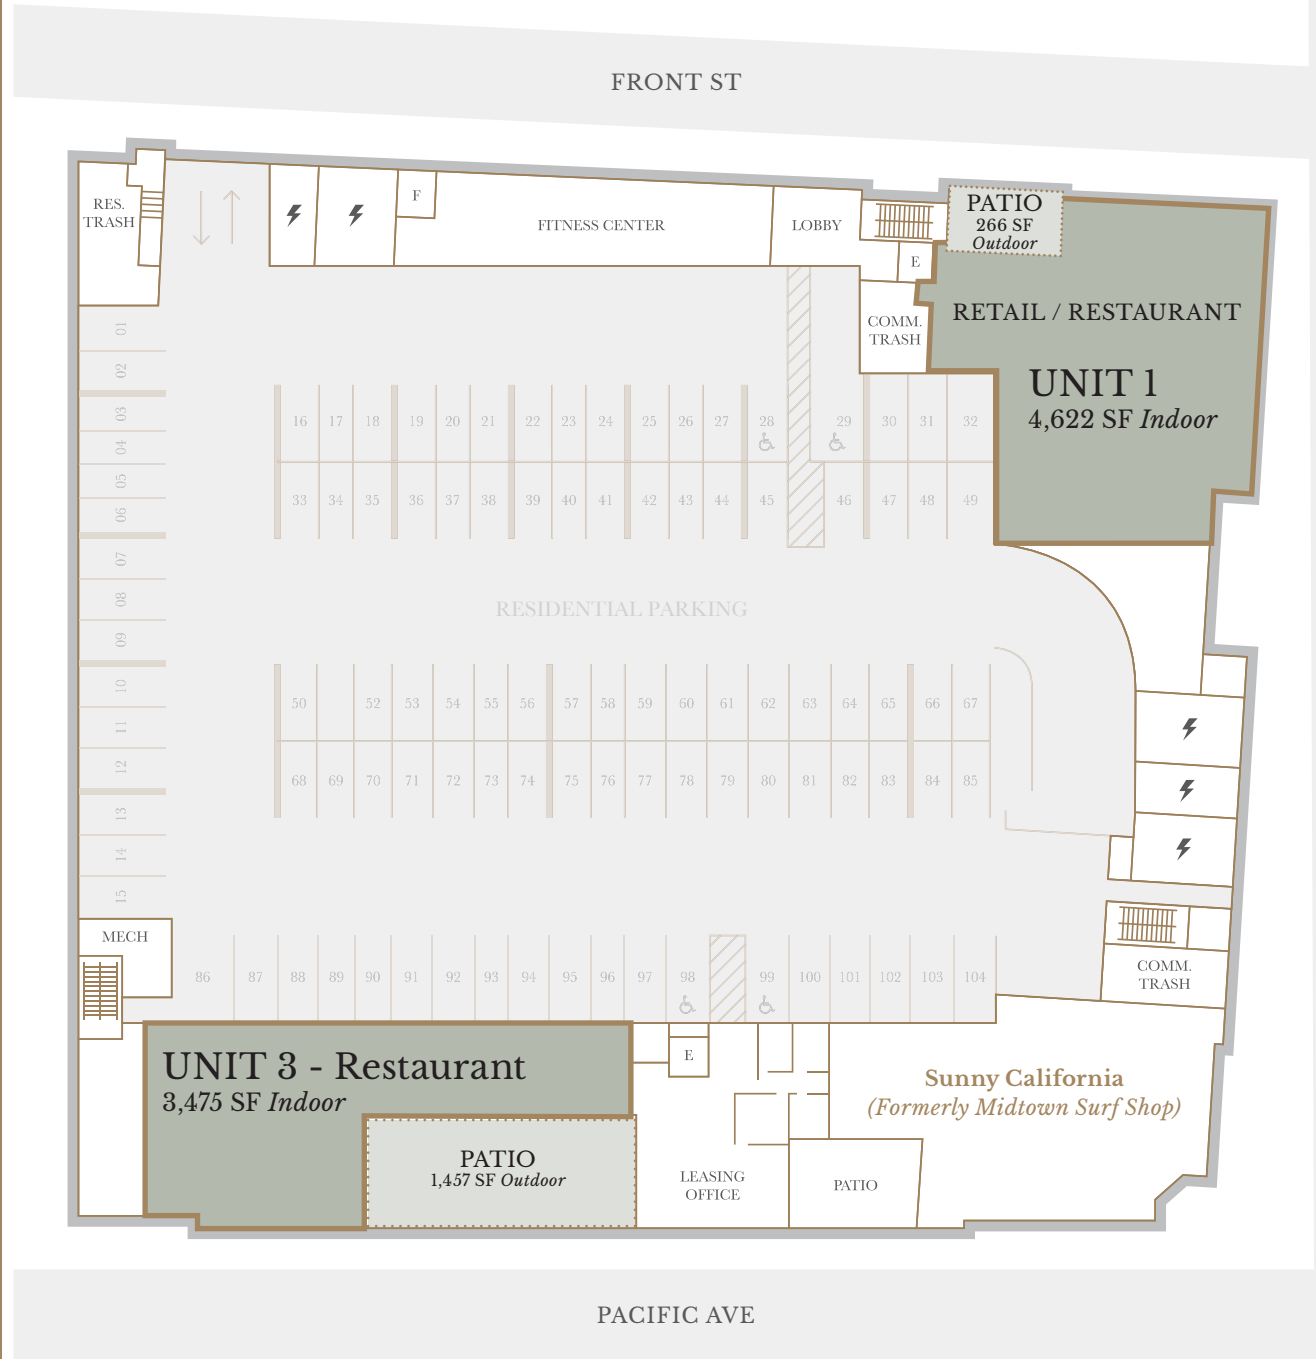 FRONT ST
RES.
TRASH
F
FITNESS CENTER
LOBBY
E
PATIO
266 SF
Outdoor
COMM.
TRASH
RETAIL / RESTAURANT
UNIT 1
4,622 SF Indoor
01
02
03
04
05
06
07
08
09
10
11
12
13
14
15
16 17 18 19 20 21 22 23 24 25 26 27 28 29 30 31 32
33 34 35 36 37 38 39 40 41 42 43 44 45 46 47 48 49
RESIDENTIAL PARKING
50 52 53 54 55 56 57 58 59 60 61 62 63 64 65 66 67
68 69 70 71 72 73 74 75 76 77 78 79 80 81 82 83 84 85
MECH
86 87 88 89 90 91 92 93 94 95 96 97 98 99 100 101 102 103 104
COMM.
TRASH
UNIT 3 - Restaurant
3,475 SF Indoor
PATIO
1,457 SF Outdoor
E
LEASING
OFFICE
PATIO
Sunny California
(Formerly Midtown Surf Shop)
PACIFIC AVE